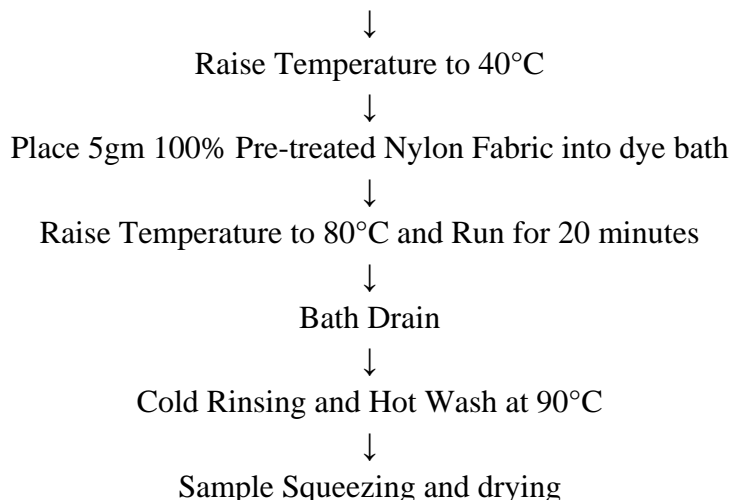 ↓
Raise Temperature to 40°C
↓
Place 5gm 100% Pre-treated Nylon Fabric into dye bath
↓
Raise Temperature to 80°C and Run for 20 minutes
↓
Bath Drain
↓
Cold Rinsing and Hot Wash at 90°C
↓
Sample Squeezing and drying